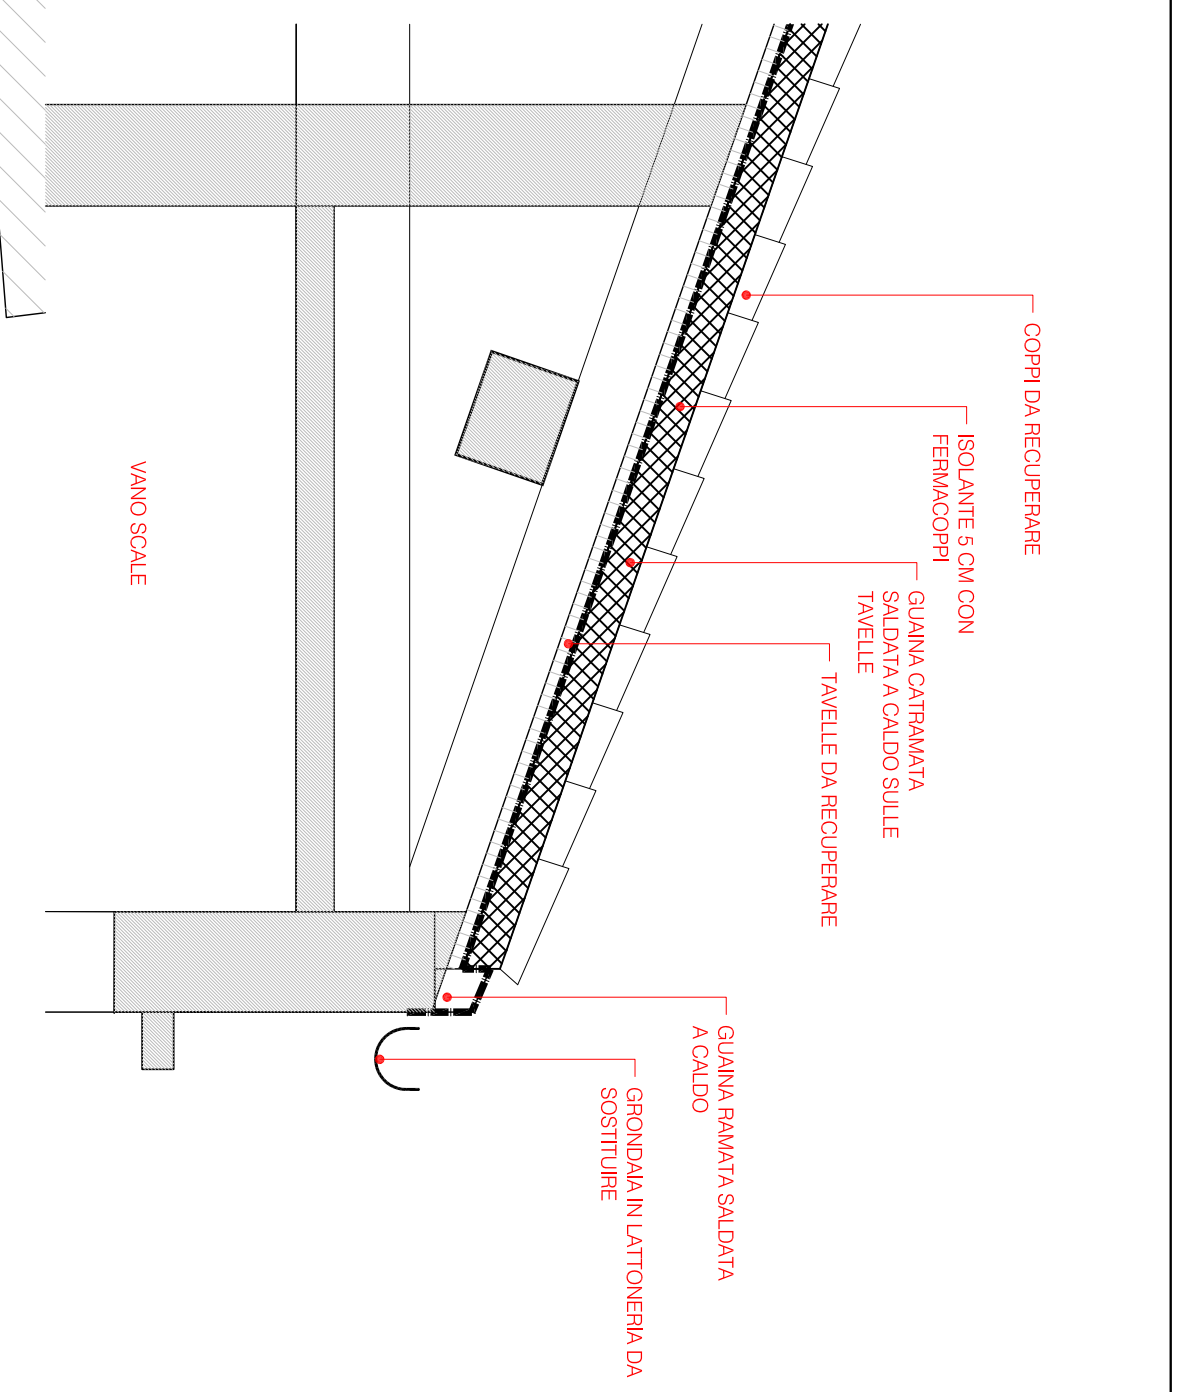 COPPI DA RECUPERARE
ISOLANTE 5 CM CON
FERMACOPPI
GUAINA CATRAMATA
SALDATA A CALDO SULLE
TAVELLE
TAVELLE DA RECUPERARE
GUAINA RAMATA SALDATA
A CALDO
GRONDAIA IN LATTONERIA DA
SOSTITUIRE
VANO SCALE